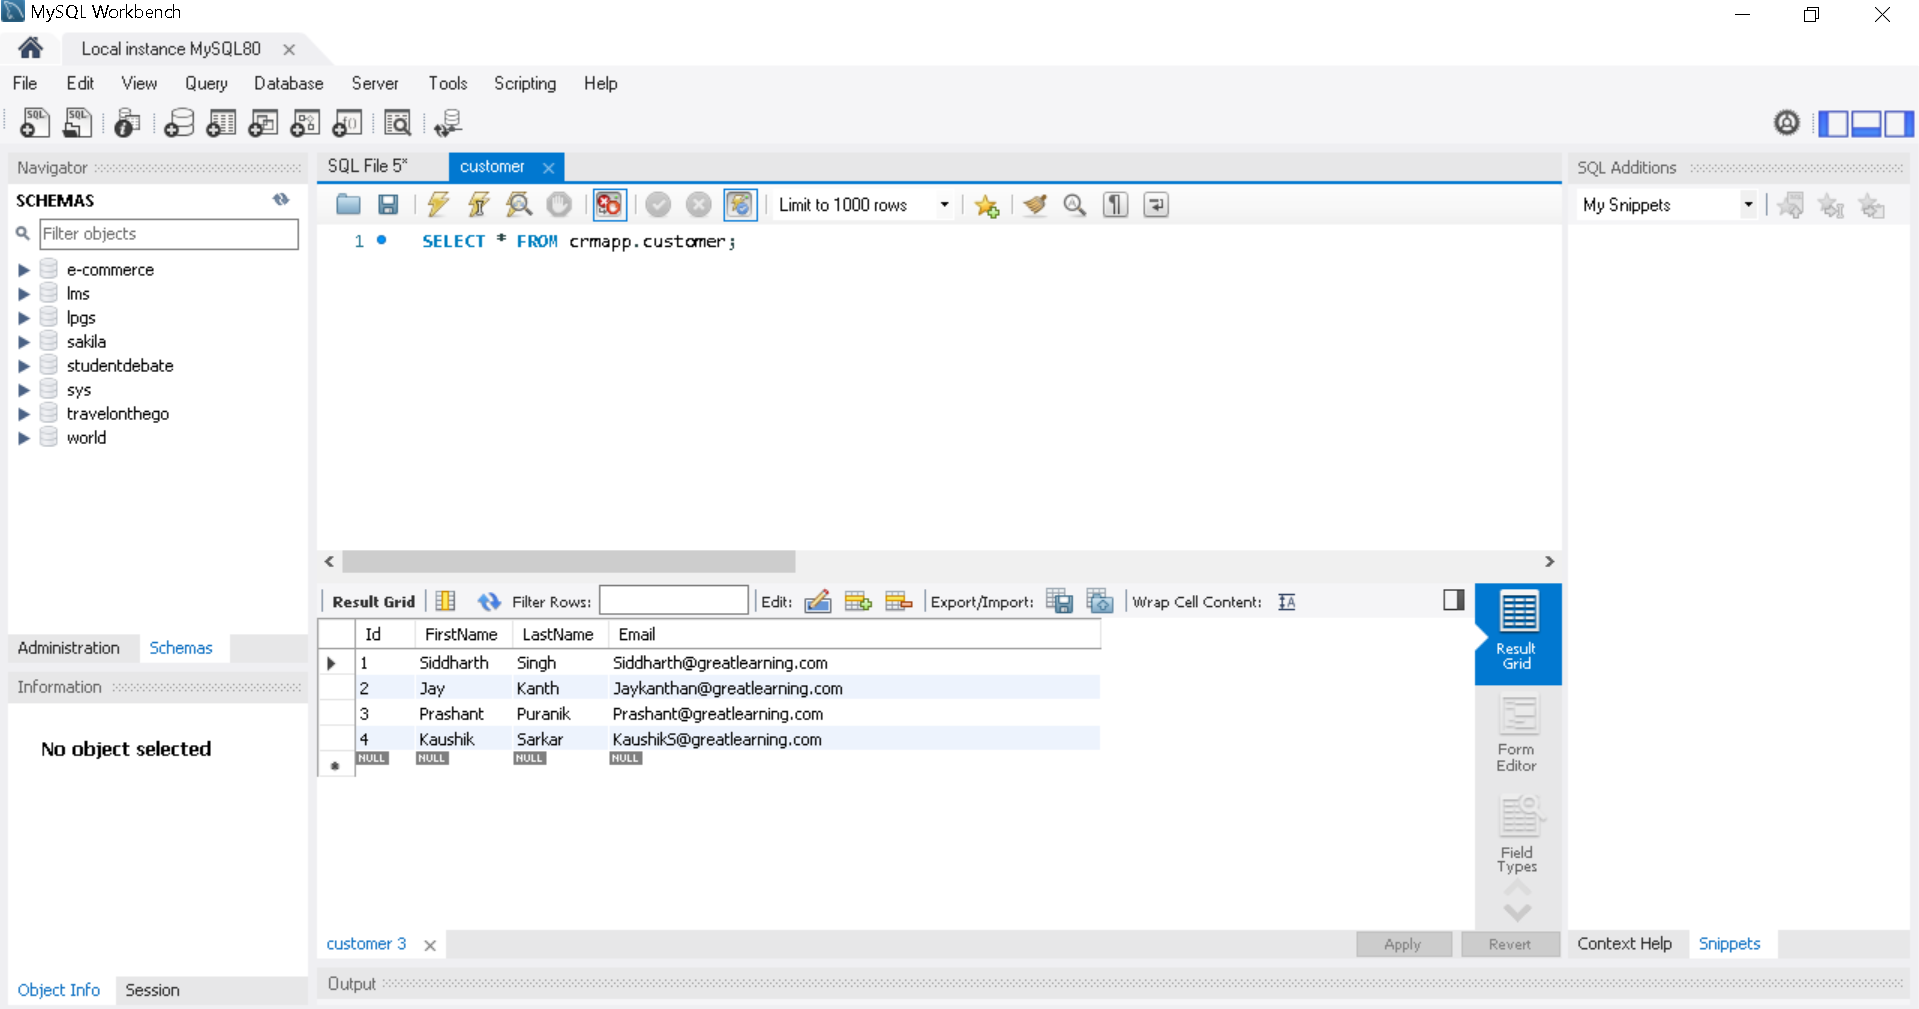 MySQL Workbench
Local instance MySQL80
File Edit View Query Database Server Tools Scripting Help
Navigator
SCHEMAS
Filter objects
e-commerce
lms
lpgs
sakila
studentdebate
sys
travelonthego
world
Administration Schemas
Information
No object selected
Object Info Session
SQL File 5* customer
Limit to 1000 rows
1 SELECT * FROM crmapp.customer;
Result Grid Filter Rows: Edit: Export/Import: Wrap Cell Content:
Id FirstName LastName Email
1 Siddharth Singh Siddharth@greatlearning.com
2 Jay Kanth Jaykanthan@greatlearning.com
3 Prashant Puranik Prashant@greatlearning.com
4 Kaushik Sarkar KaushikS@greatlearning.com
NULL NULL NULL NULL
Result
Grid
Form
Editor
Field
Types
customer 3
Apply Revert
Output
SQL Additions
My Snippets
Context Help Snippets